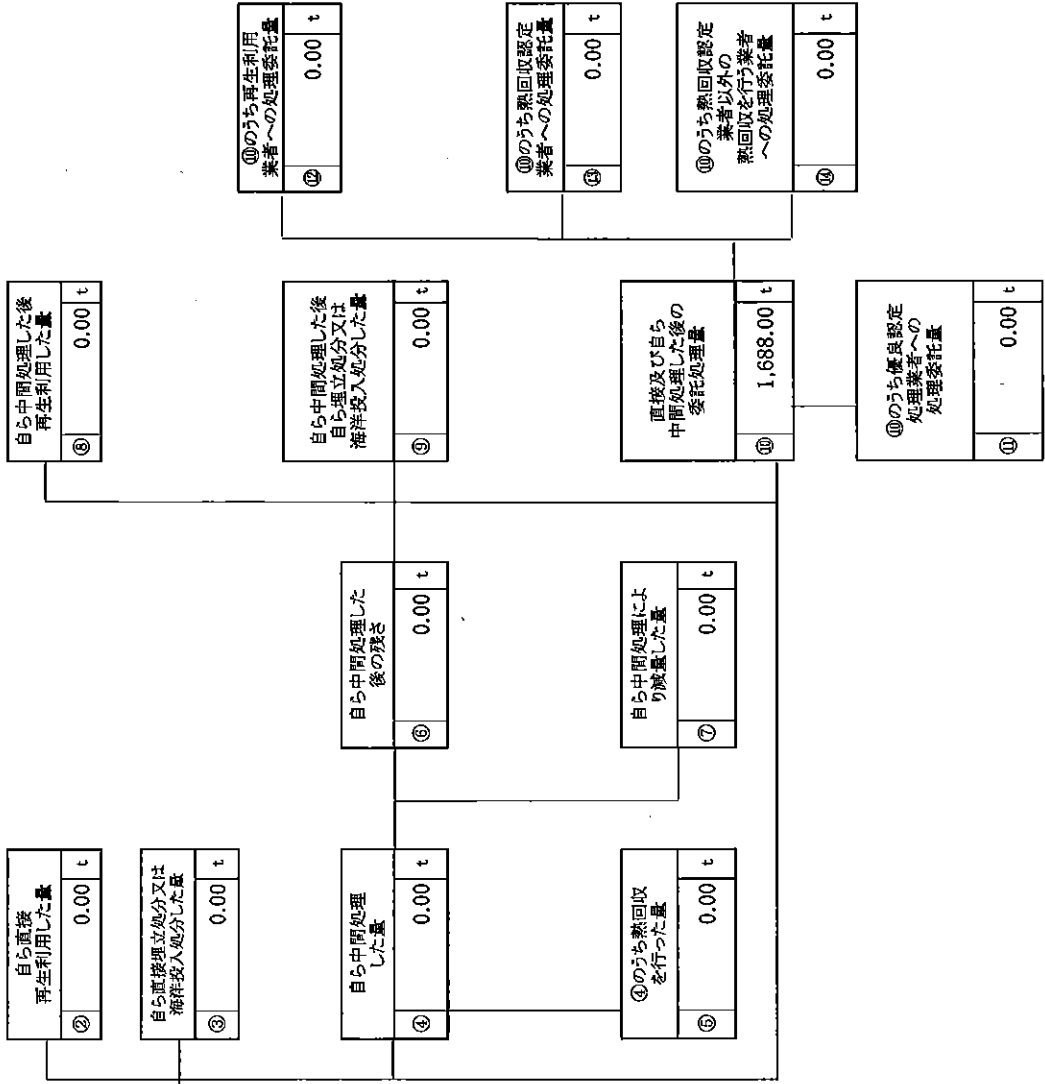 自ら直接
再生利用した量
② 0.00 t
自ら直接埋立処分又は
海洋投入処分した量
③ 0.00 t
自ら中間処理
した量
④ 0.00 t
④のうち熱回収
を行った量
⑤ 0.00 t
自ら中間処理した
後の残さ
⑥ 0.00 t
自ら中間処理によ
り減量した量
⑦ 0.00 t
自ら中間処理した後
再生利用した量
⑧ 0.00 t
自ら中間処理した後
自ら埋立処分又は
海洋投入処分した量
⑨ 0.00 t
直接及び自ら
中間処理した後の
委託処理量
⑩ 1,688.00 t
⑩のうち優良認定
処理業者への
処理委託量
⑪ 0.00 t
⑩のうち再生利用
業者への処理委託量
⑫ 0.00 t
⑩のうち熱回収認定
業者への処理委託量
⑬ 0.00 t
⑩のうち熱回収認定
業者以外の
熱回収を行う業者
への処理委託量
⑭ 0.00 t